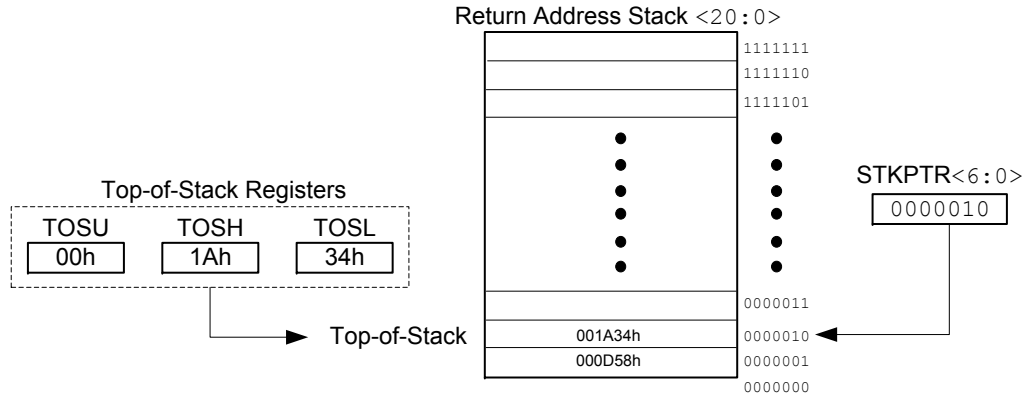 Return Address Stack <20:0>
1111111
1111110
1111101
STKPTR<6:0>
0000010
Top-of-Stack Registers
TOSU TOSH TOSL
00h 1Ah 34h
0000011
Top-of-Stack 001A34h 0000010
000D58h 0000001
0000000